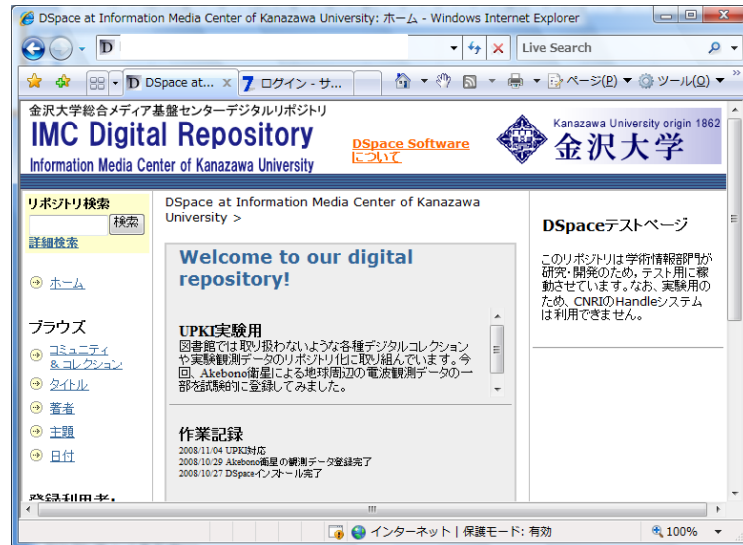 DSpace at Information Media Center of Kanazawa University: ホーム - Windows Internet Explorer
Live Search
DSpace at...
ログイン - サ...
ページ(P)
ツール(O)
金沢大学総合メディア基盤センターデジタルリポジトリ
IMC Digital Repository
Information Media Center of Kanazawa University
DSpace Software
について
Kanazawa University origin 1862
金沢大学
リポジトリ検索
検索
詳細検索
ホーム
ブラウズ
コミュニティ
& コレクション
タイトル
著者
主題
日付
登録利用者:
DSpace at Information Media Center of Kanazawa
University >
Welcome to our digital
repository!
UPKI実験用
図書館では取り扱わないような各種デジタルコレクション
や実験観測データのリポジトリ化に取り組んでいます。今
回、Akebono衛星による地球周辺の電波観測データの一
部を試験的に登録してみました。
作業記録
2008/11/04 UPKI対応
2008/10/29 Akebono衛星の観測データ登録完了
2008/10/27 DSpaceインストール完了
DSpaceテストページ
このリポジトリは学術情報部門が
研究・開発のため，テスト用に稼
動させています。なお、実験用の
ため、CNRIのHandleシステム
は利用できません。
インターネット | 保護モード: 有効
100%